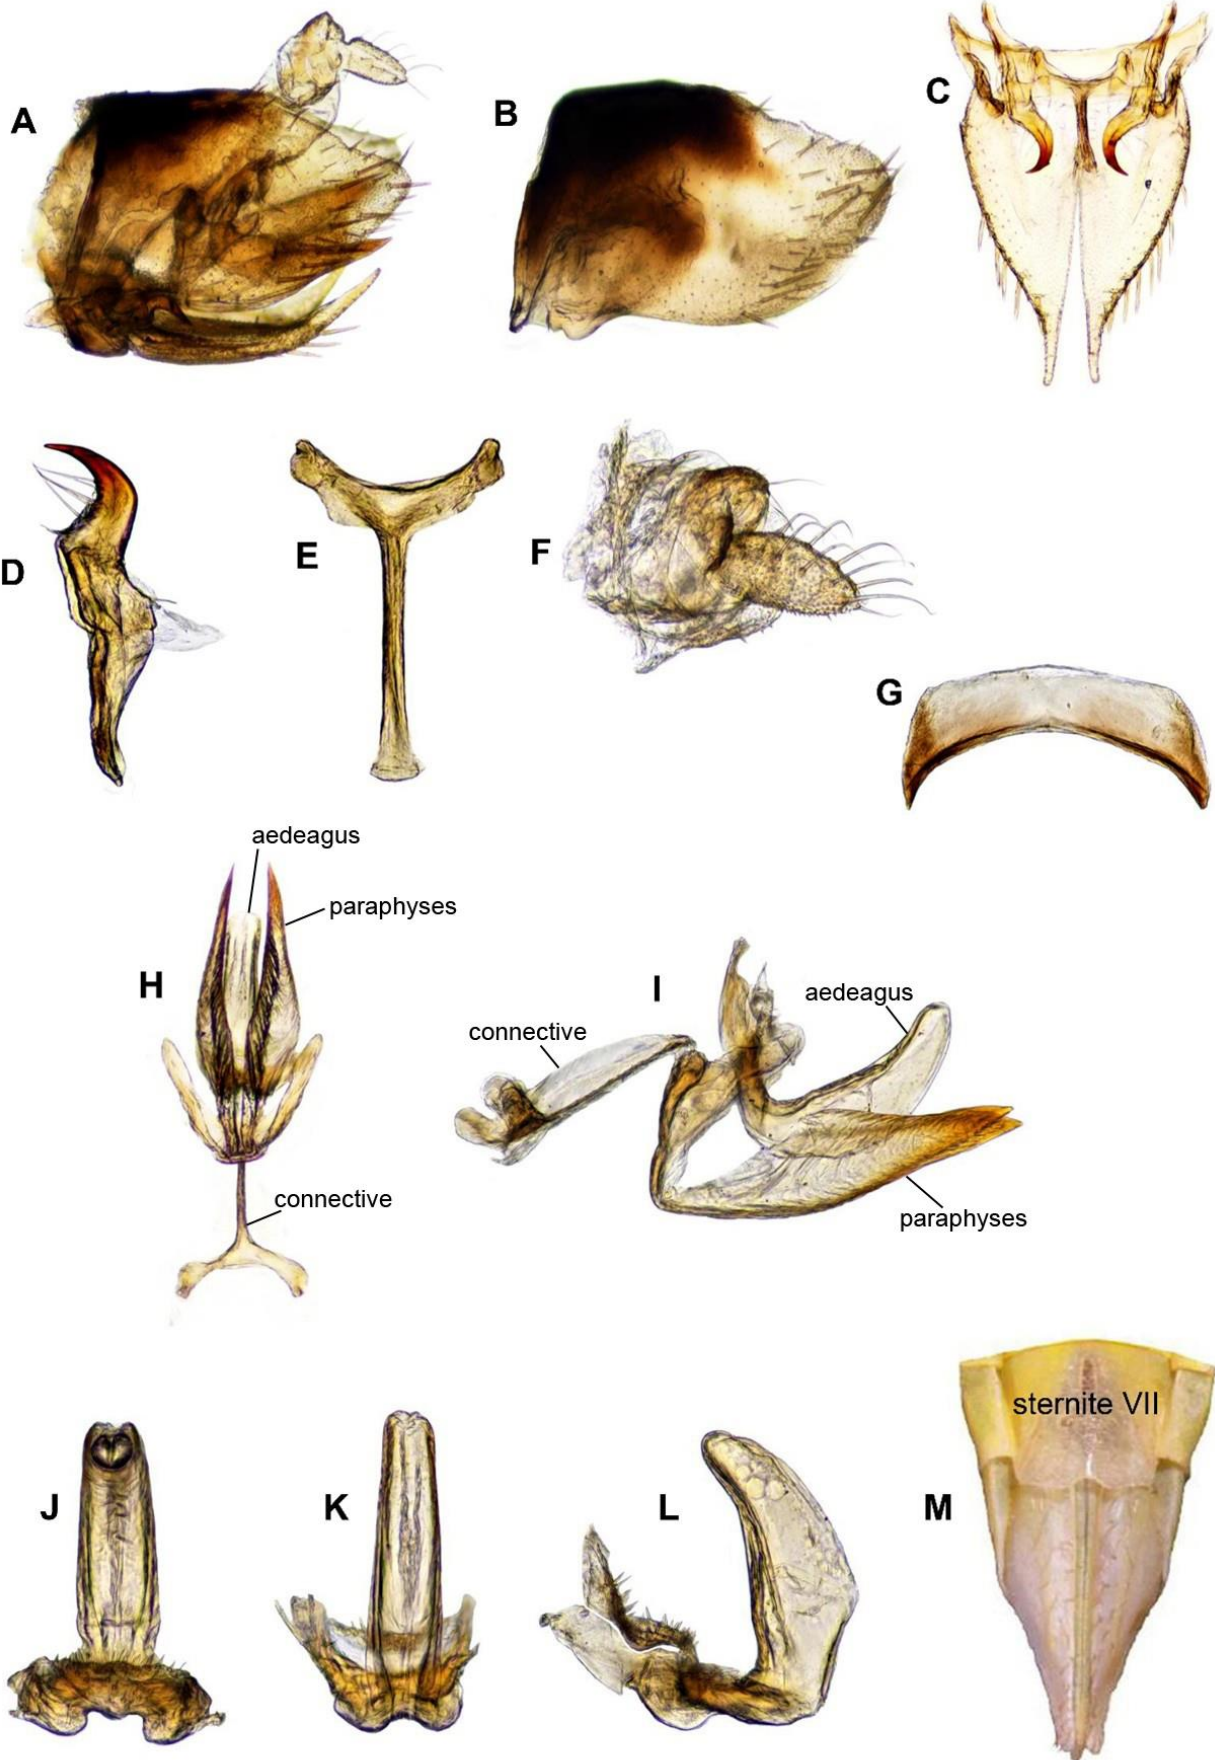 A
B
C
D
E
F
G
H
aedeagus
paraphyses
connective
I
connective
aedeagus
paraphyses
J
K
L
M
sternite VII